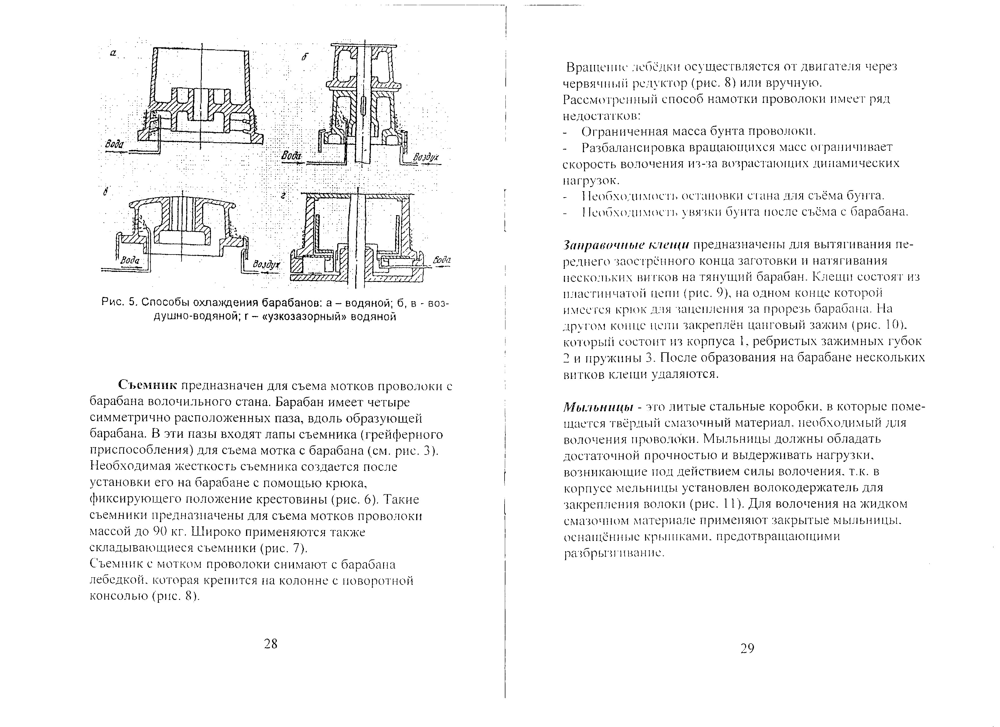 а
б
Вода
Вода
Воздух
в
г
Вода
Воздух
Вода
Рис. 5. Способы охлаждения барабанов: а – водяной; б, в - воз-
душно-водяной; г – «узкозазорный» водяной
Съемник предназначен для съема мотков проволоки с
барабана волочильного стана. Барабан имеет четыре
симметрично расположенных паза, вдоль образующей
барабана. В эти пазы входят лапы съемника (грейферного
приспособления) для съема мотка с барабана (см. рис. 3).
Необходимая жесткость съемника создается после
установки его на барабане с помощью крюка,
фиксирующего положение крестовины (рис. 6). Такие
съемники предназначены для съема мотков проволоки
массой до 90 кг. Широко применяются также
складывающиеся съемники (рис. 7).
Съемник с мотком проволоки снимают с барабана
лебедкой, которая крепится на колонне с поворотной
консолью (рис. 8).
28
Вращение лебёдки осуществляется от двигателя через
червячный редуктор (рис. 8) или вручную.
Рассмотренный способ намотки проволоки имеет ряд
недостатков:
- Ограниченная масса бунта проволоки.
- Разбалансировка вращающихся масс ограничивает
скорость волочения из-за возрастающих динамических
нагрузок.
- Необходимость остановки стана для съёма бунта.
- Необходимость увязки бунта после съёма с барабана.
Заправочные клещи предназначены для вытягивания пе-
реднего заострённого конца заготовки и натягивания
нескольких витков на тянущий барабан. Клещи состоят из
пластинчатой цепи (рис. 9), на одном конце которой
имеется крюк для зацепления за прорезь барабана. На
другом конце цепи закреплён цанговый зажим (рис. 10),
который состоит из корпуса 1, ребристых зажимных губок
2 и пружины 3. После образования на барабане нескольких
витков клещи удаляются.
Мыльницы - это литые стальные коробки, в которые поме-
щается твёрдый смазочный материал, необходимый для
волочения проволоки. Мыльницы должны обладать
достаточной прочностью и выдерживать нагрузки,
возникающие под действием силы волочения, т.к. в
корпусе мельницы установлен волокодержатель для
закрепления волоки (рис. 11). Для волочения на жидком
смазочном материале применяют закрытые мыльницы,
оснащённые крышками, предотвращающими
разбрызгивание.
29